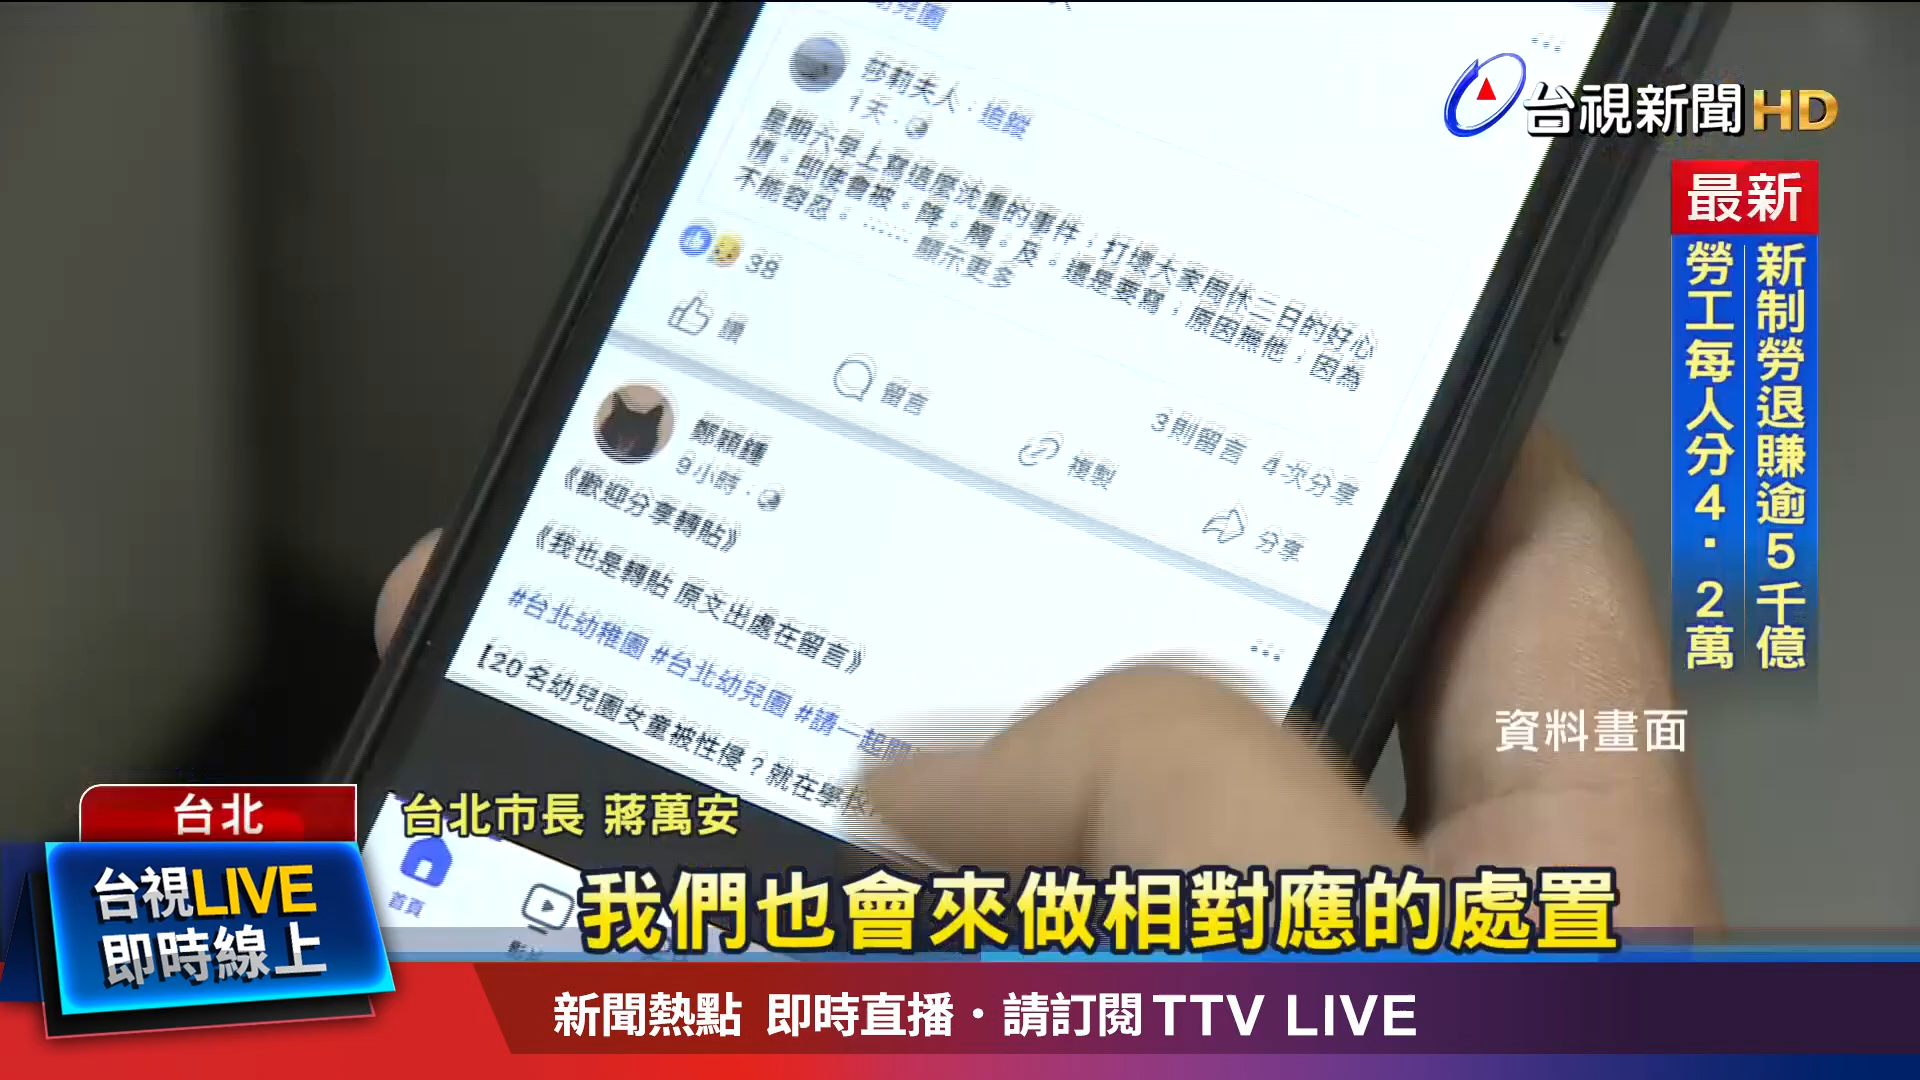 幼兒園
莎莉夫人·追蹤
1天·
星期六早上寫這麼沈重的事件，打壞大家周休二日的好心
情。即使會被。降。觸。及。還是要寫，原因無他，因為
不能容忍。...... 顯示更多
38
3則留言 4次分享
讚
留言
複製
分享
鄭穎鍾
9小時·
《歡迎分享轉貼》
《我也是轉貼 原文出處在留言》
#台北幼稚園 #台北幼兒園 #請一起關
【20名幼兒園女童被性侵？就在學校
首頁
台視新聞HD
最新
新制勞退賺逾5千億
勞工每人分4．2萬
資料畫面
台北
台視LIVE
即時線上
台北市長 蔣萬安
我們也會來做相對應的處置
新聞熱點 即時直播・請訂閱TTV LIVE